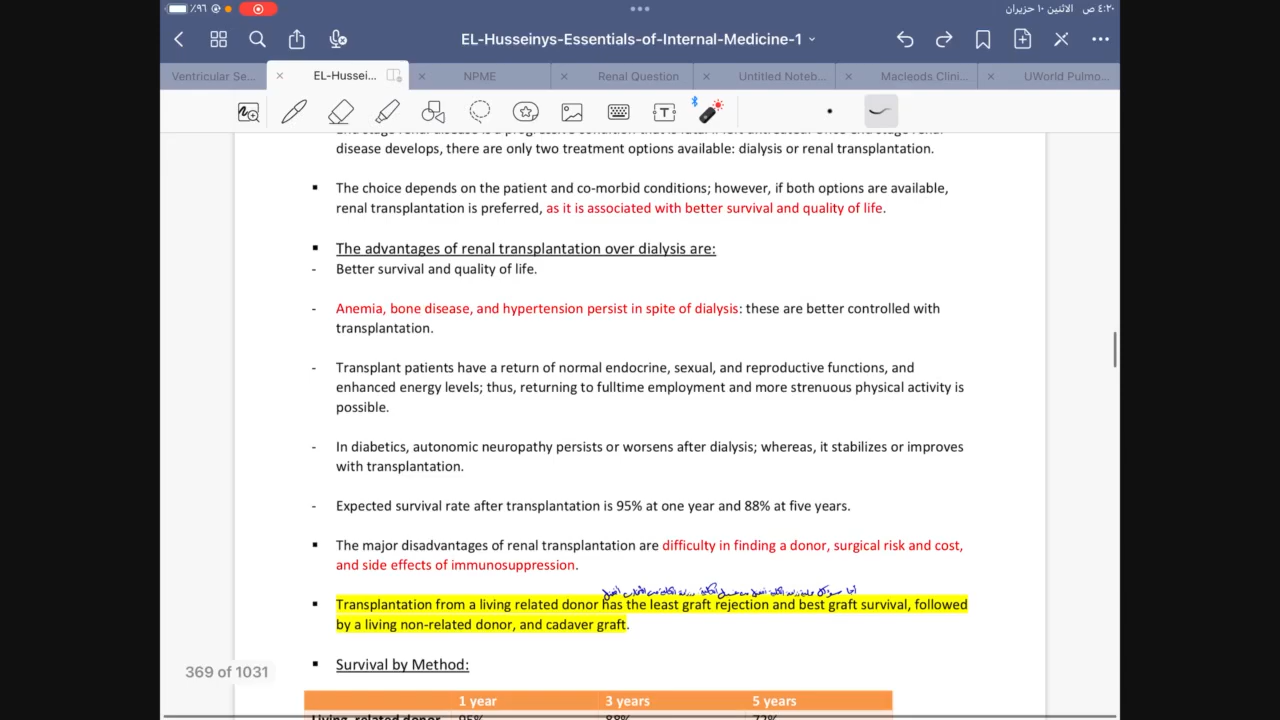 ٤:٢٠ ص الاثنين ١٠ حزيران
٪٩٦
EL-Husseinys-Essentials-of-Internal-Medicine-1
Ventricular Se...
EL-Hussei...
NPME
Renal Question
Untitled Noteb...
Macleods Clini...
UWorld Pulmo...
disease develops, there are only two treatment options available: dialysis or renal transplantation.
▪ The choice depends on the patient and co-morbid conditions; however, if both options are available,
renal transplantation is preferred, as it is associated with better survival and quality of life.
▪ The advantages of renal transplantation over dialysis are:
- Better survival and quality of life.
- Anemia, bone disease, and hypertension persist in spite of dialysis: these are better controlled with
transplantation.
- Transplant patients have a return of normal endocrine, sexual, and reproductive functions, and
enhanced energy levels; thus, returning to fulltime employment and more strenuous physical activity is
possible.
- In diabetics, autonomic neuropathy persists or worsens after dialysis; whereas, it stabilizes or improves
with transplantation.
- Expected survival rate after transplantation is 95% at one year and 88% at five years.
▪ The major disadvantages of renal transplantation are difficulty in finding a donor, surgical risk and cost,
and side effects of immunosuppression.
▪ Transplantation from a living related donor has the least graft rejection and best graft survival, followed
by a living non-related donor, and cadaver graft.
369 of 1031
▪ Survival by Method:
1 year 3 years 5 years